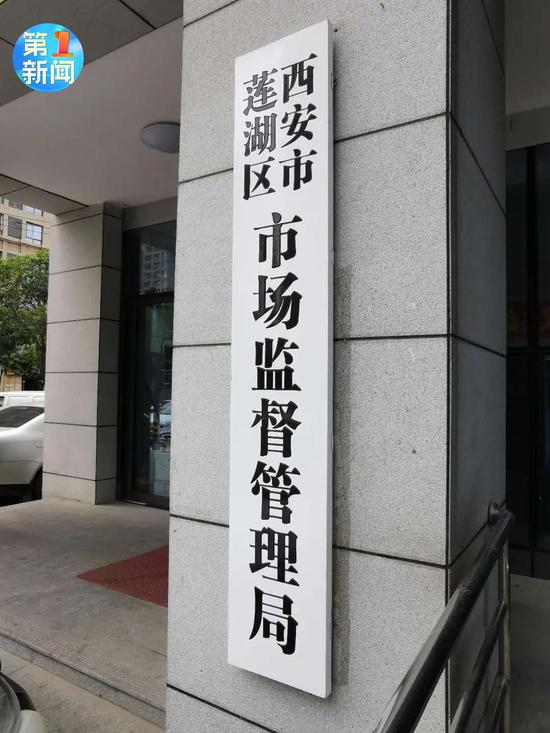 第1
新闻
西安市
莲湖区
市场监督管理局